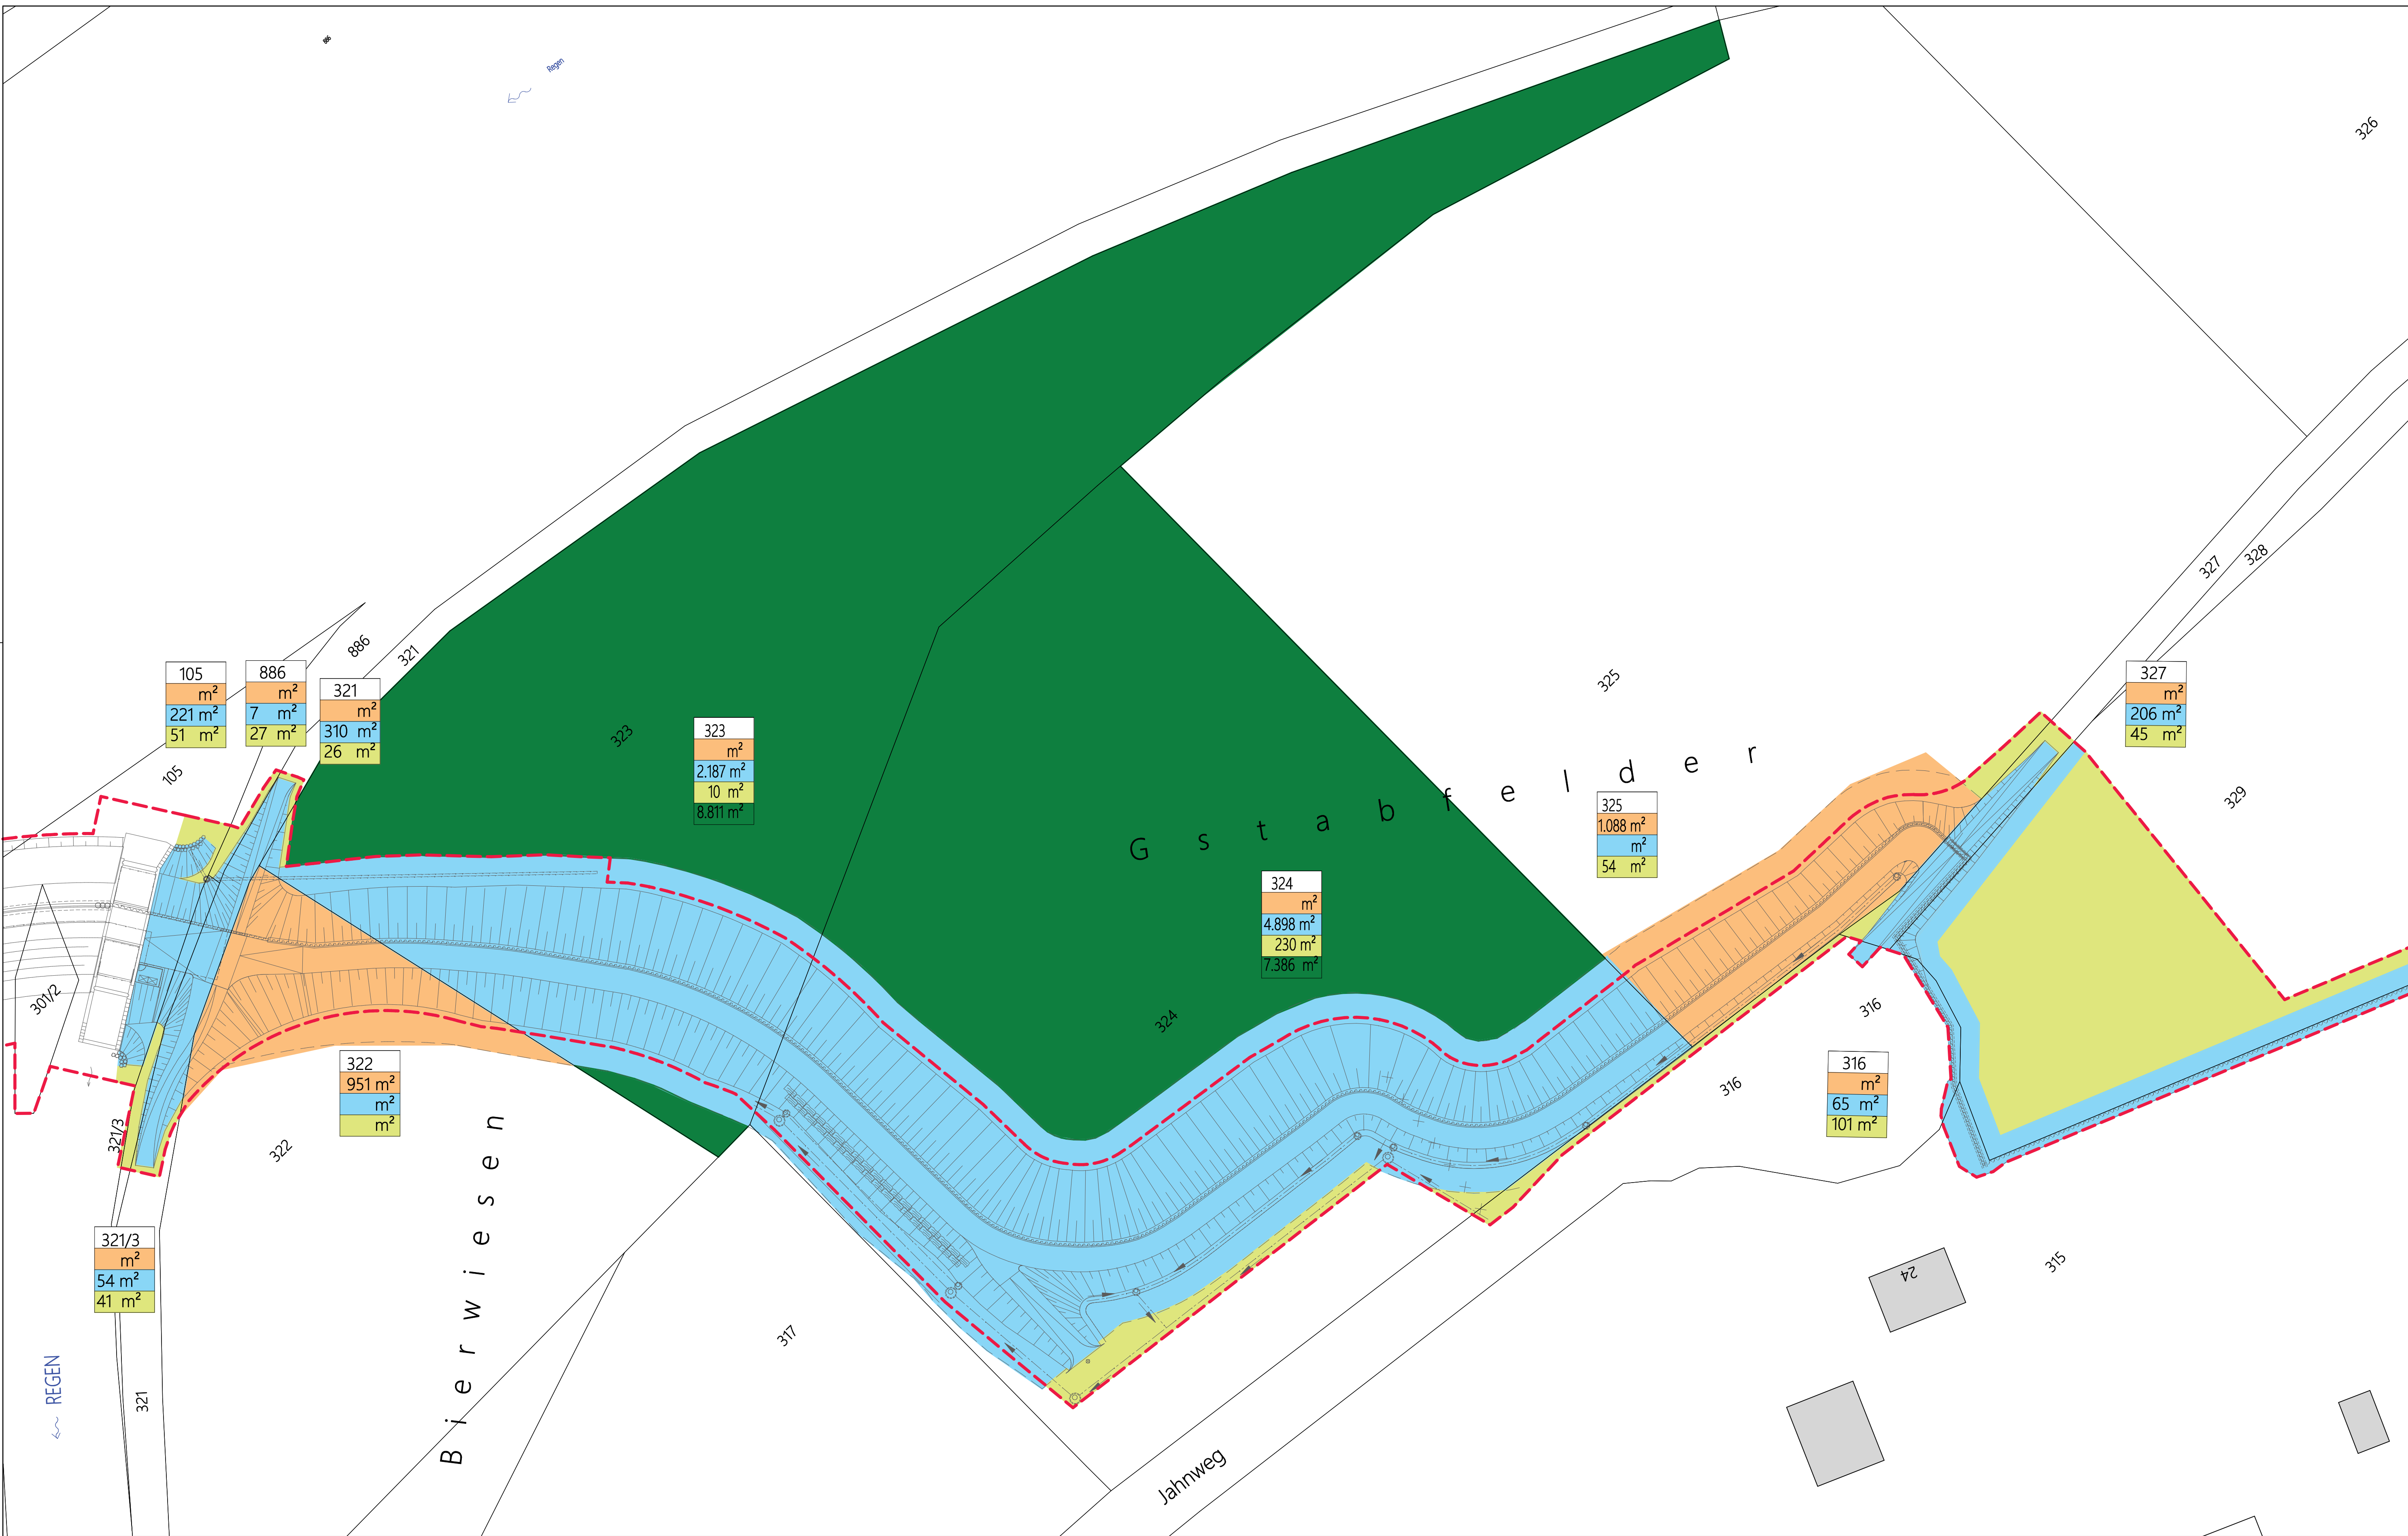 886
Regen
326
327
328
886
321
105
m²
221 m²
51 m²
886
m²
7 m²
27 m²
321
m²
310 m²
26 m²
105
323
323
m²
2.187 m²
10 m²
8.811 m²
325
327
m²
206 m²
45 m²
329
Gstabfelder
325
1.088 m²
m²
54 m²
324
m²
4.898 m²
230 m²
7.386 m²
324
301/2
316
316
322
951 m²
m²
m²
316
m²
65 m²
101 m²
321/3
322
Bierwiesen
321/3
m²
54 m²
41 m²
317
24
315
REGEN
321
Jahnweg